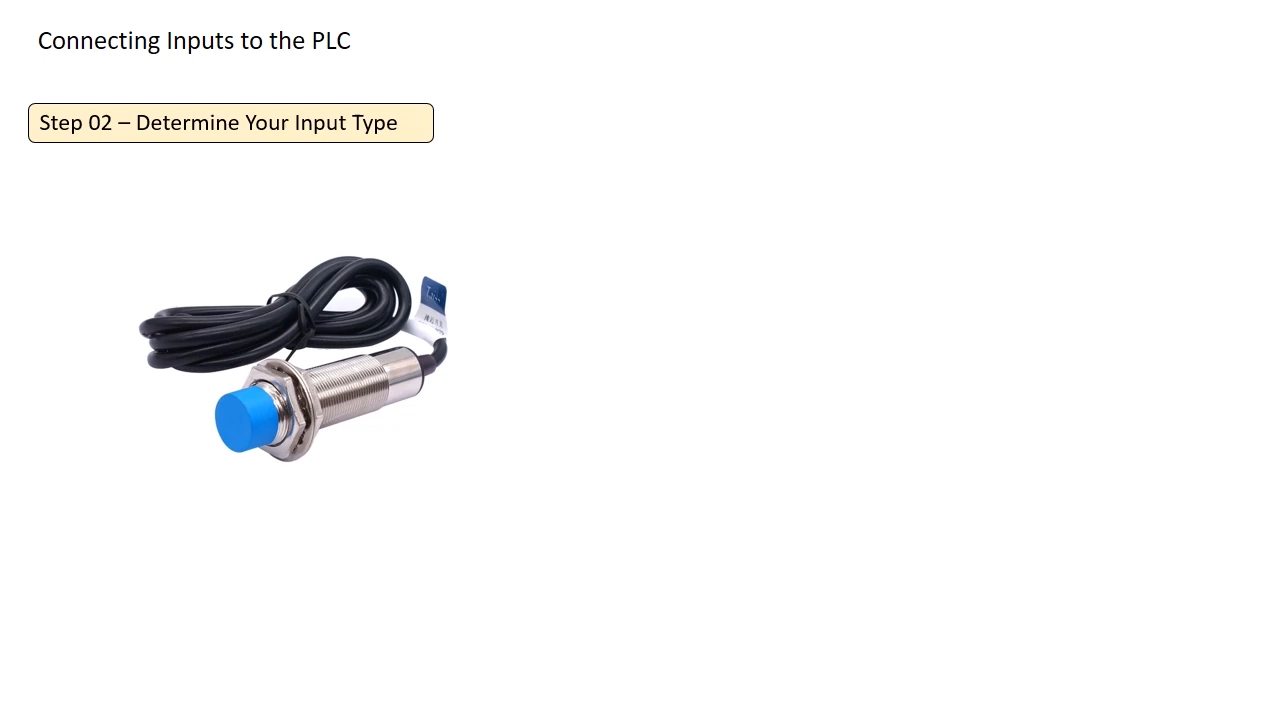 Connecting Inputs to the PLC
Step 02 – Determine Your Input Type